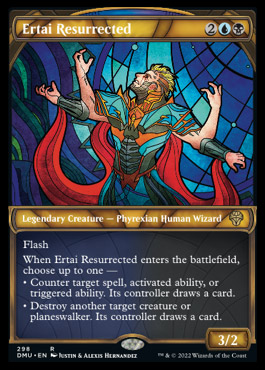 Ertai Resurrected 2
Legendary Creature — Phyrexian Human Wizard
Flash
When Ertai Resurrected enters the battlefield,
choose up to one —
• Counter target spell, activated ability, or
triggered ability. Its controller draws a card.
• Destroy another target creature or
planeswalker. Its controller draws a card.
3/2
298 R
DMU • EN Justin & Alexis Hernandez ™ & © 2022 Wizards of the Coast